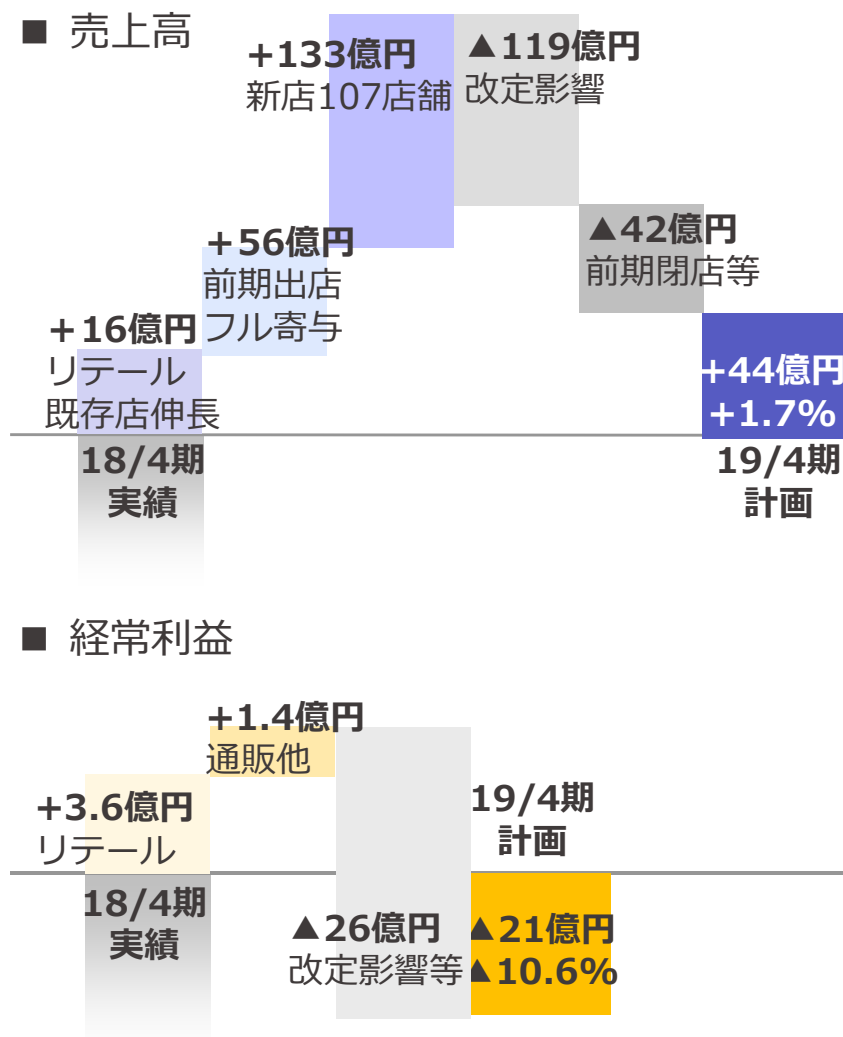 ■ 売上高
+133億円
新店107店舗
▲119億円
改定影響
+56億円
前期出店
フル寄与
▲42億円
前期閉店等
+16億円
リテール
既存店伸長
+44億円
+1.7%
18/4期
実績
19/4期
計画
■ 経常利益
+1.4億円
通販他
+3.6億円
リテール
19/4期
計画
18/4期
実績
▲26億円
改定影響等
▲21億円
▲10.6%